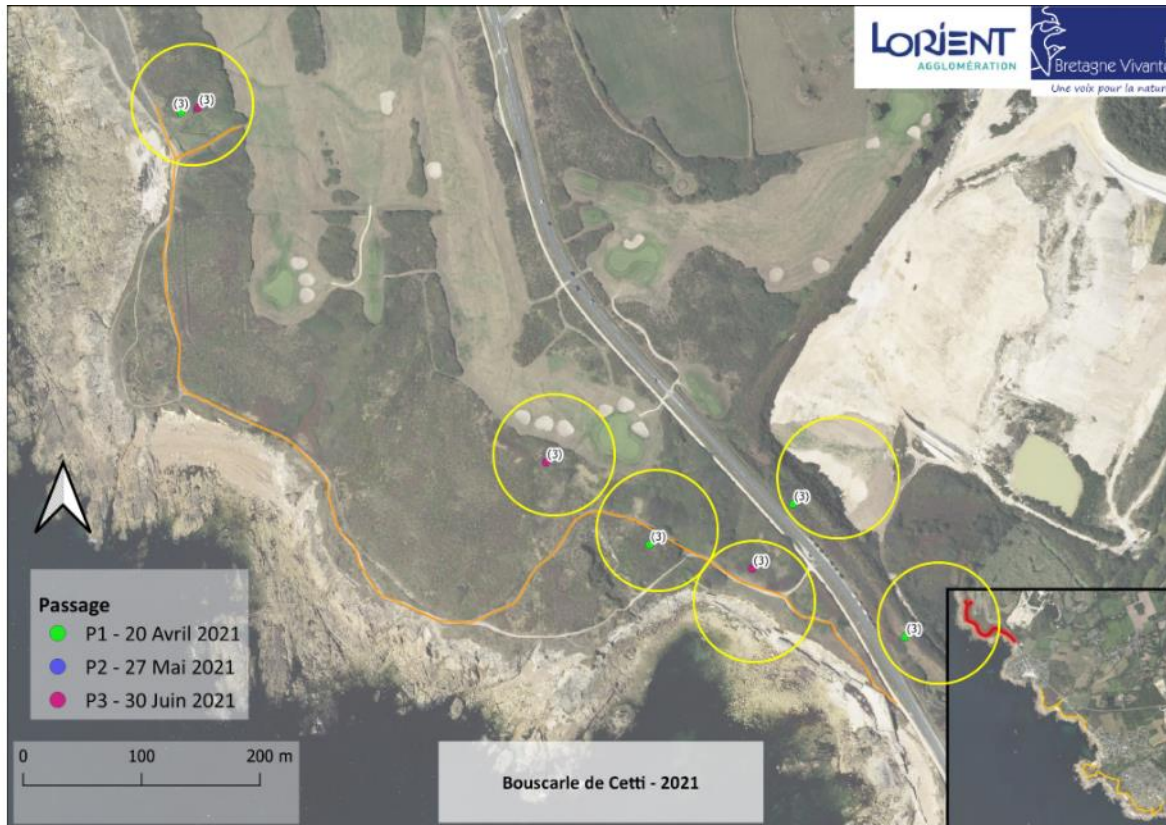 LORIENT
AGGLOMÉRATION
Bretagne Vivante
Une voix pour la nature
(3)
(3)
(3)
(3)
(3)
(3)
(3)
Passage
P1 - 20 Avril 2021
P2 - 27 Mai 2021
P3 - 30 Juin 2021
0 100 200 m
Bouscarle de Cetti - 2021